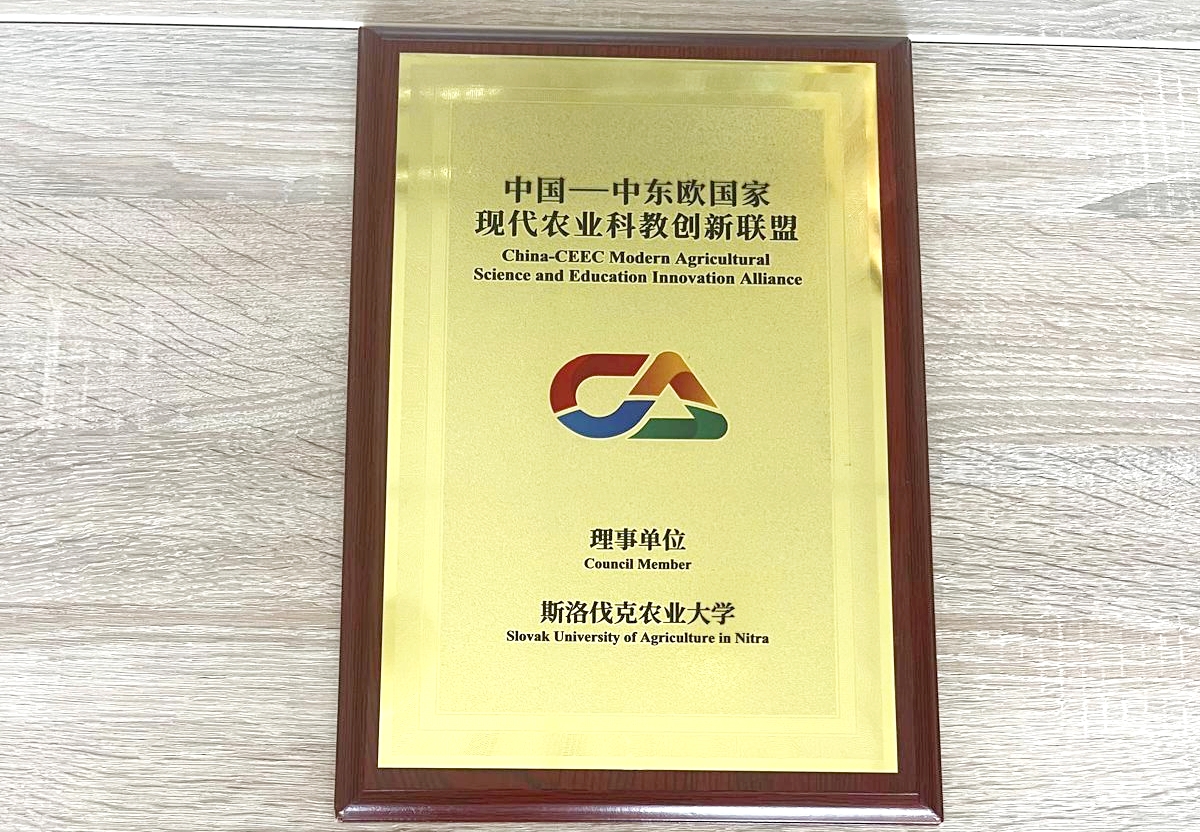 中国—中东欧国家
现代农业科教创新联盟
China-CEEC Modern Agricultural
Science and Education Innovation Alliance
理事单位
Council Member
斯洛伐克农业大学
Slovak University of Agriculture in Nitra